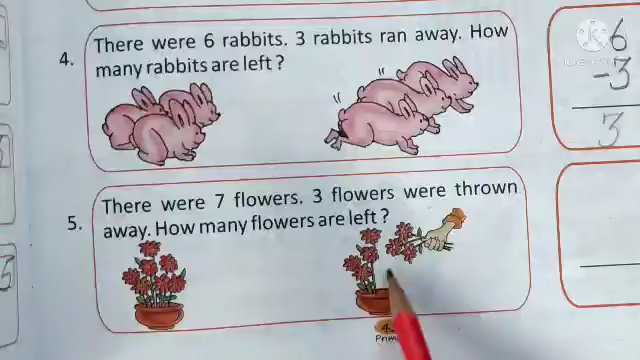 4.
There were 6 rabbits. 3 rabbits ran away. How
many rabbits are left ?
6
-3
3
5.
There were 7 flowers. 3 flowers were thrown
away. How many flowers are left ?